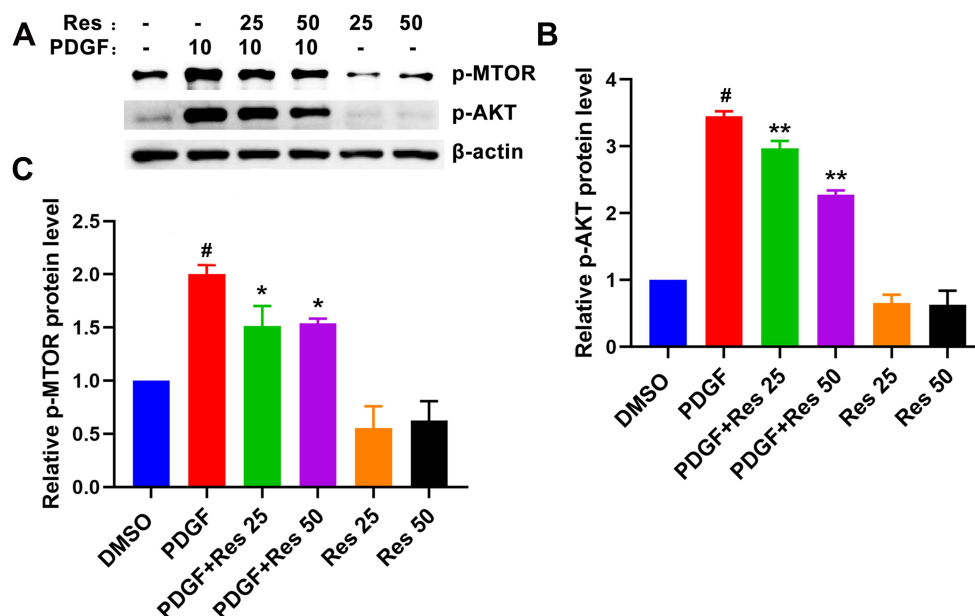 A
Res : - - 25 50 25 50
PDGF: - 10 10 10 - -
p-MTOR
p-AKT
β-actin
B
Relative p-AKT protein level
4
3
2
1
0
#
**
**
DMSO
PDGF
PDGF+Res 25
PDGF+Res 50
Res 25
Res 50
C
Relative p-MTOR protein level
2.5
2.0
1.5
1.0
0.5
0.0
#
*
*
DMSO
PDGF
PDGF+Res 25
PDGF+Res 50
Res 25
Res 50